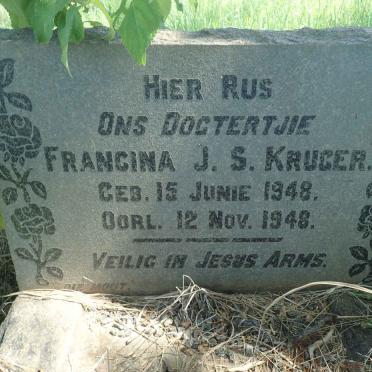 HIER RUS
ONS DOGTERTJIE
FRANCINA J. S. KRUGER.
GEB. 15 JUNIE 1948.
OORL. 12 NOV. 1948.
VEILIG IN JESUS ARMS.